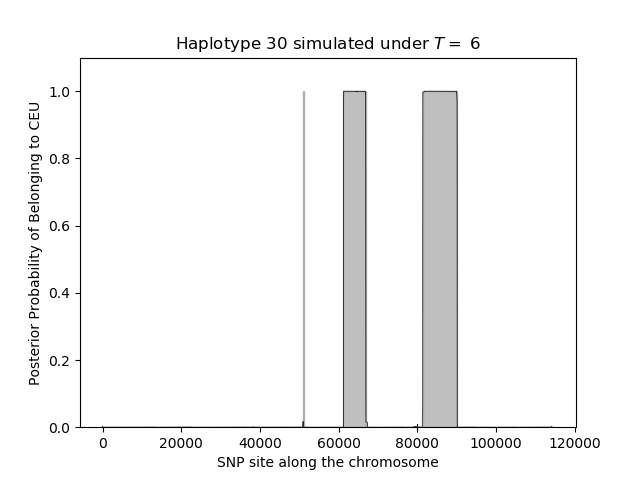 Haplotype 30 simulated under T = 6
Posterior Probability of Belonging to CEU
1.0
0.8
0.6
0.4
0.2
0.0
0 20000 40000 60000 80000 100000 120000
SNP site along the chromosome